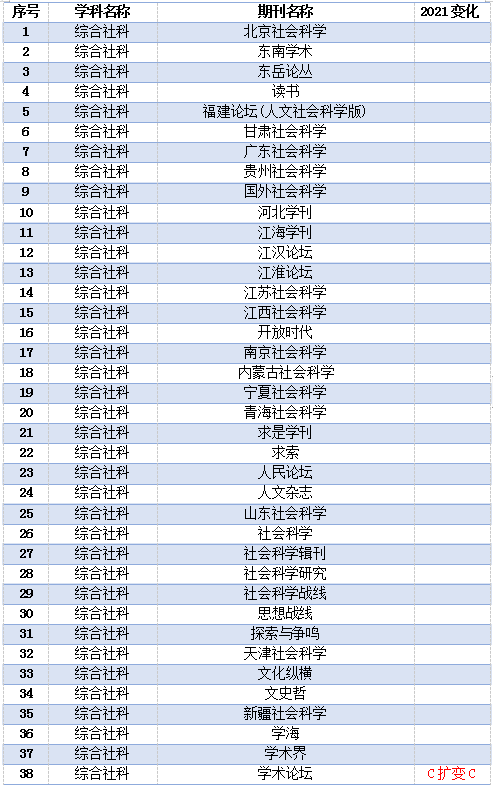 序号 学科名称 期刊名称 2021变化
1 综合社科 北京社会科学
2 综合社科 东南学术
3 综合社科 东岳论丛
4 综合社科 读书
5 综合社科 福建论坛(人文社会科学版)
6 综合社科 甘肃社会科学
7 综合社科 广东社会科学
8 综合社科 贵州社会科学
9 综合社科 国外社会科学
10 综合社科 河北学刊
11 综合社科 江海学刊
12 综合社科 江汉论坛
13 综合社科 江淮论坛
14 综合社科 江苏社会科学
15 综合社科 江西社会科学
16 综合社科 开放时代
17 综合社科 南京社会科学
18 综合社科 内蒙古社会科学
19 综合社科 宁夏社会科学
20 综合社科 青海社会科学
21 综合社科 求是学刊
22 综合社科 求索
23 综合社科 人民论坛
24 综合社科 人文杂志
25 综合社科 山东社会科学
26 综合社科 社会科学
27 综合社科 社会科学辑刊
28 综合社科 社会科学研究
29 综合社科 社会科学战线
30 综合社科 思想战线
31 综合社科 探索与争鸣
32 综合社科 天津社会科学
33 综合社科 文化纵横
34 综合社科 文史哲
35 综合社科 新疆社会科学
36 综合社科 学海
37 综合社科 学术界
38 综合社科 学术论坛 C扩变C